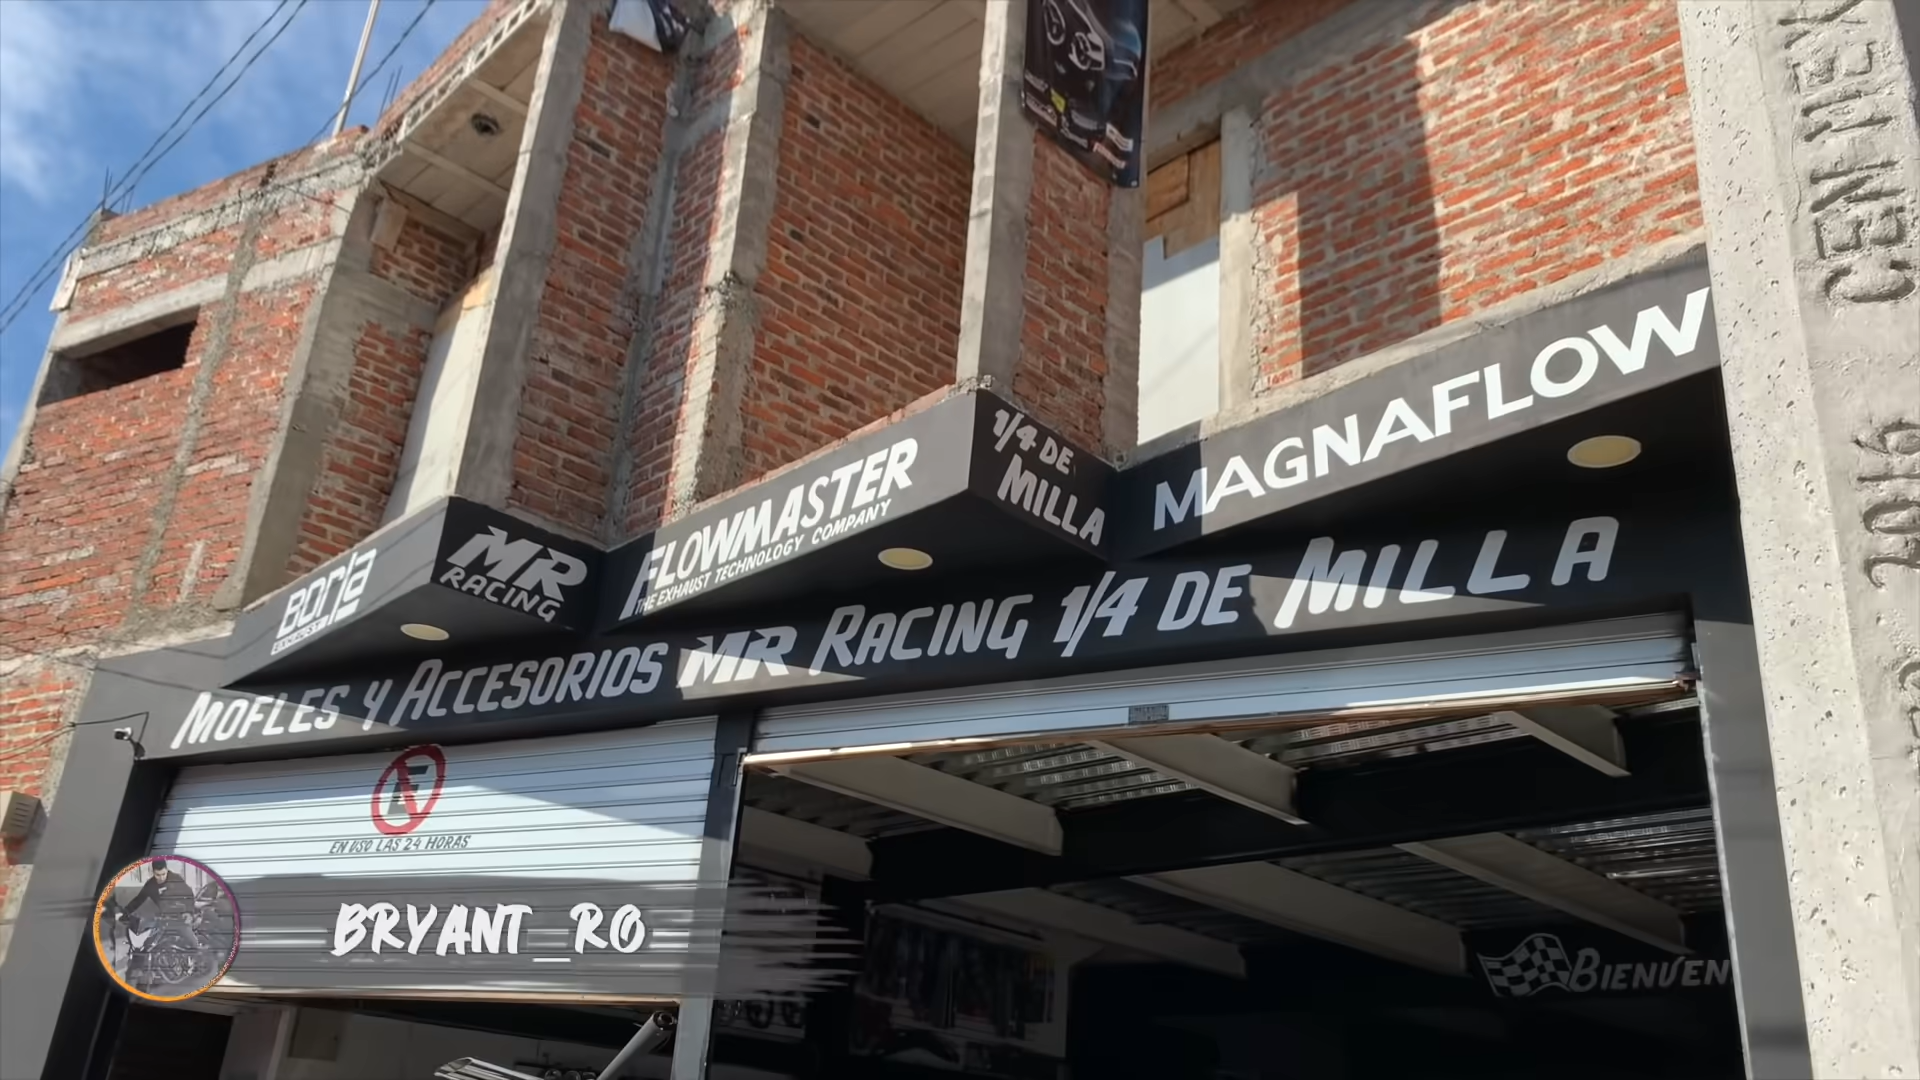 BORLA
EXHAUST
MR
RACING
FLOWMASTER
THE EXHAUST TECHNOLOGY COMPANY
1/4 DE
MILLA
MAGNAFLOW
MOFLES Y ACCESORIOS MR RACING 1/4 DE MILLA
E
EN USO LAS 24 HORAS
BIENVEN
BRYANT_RO
2016